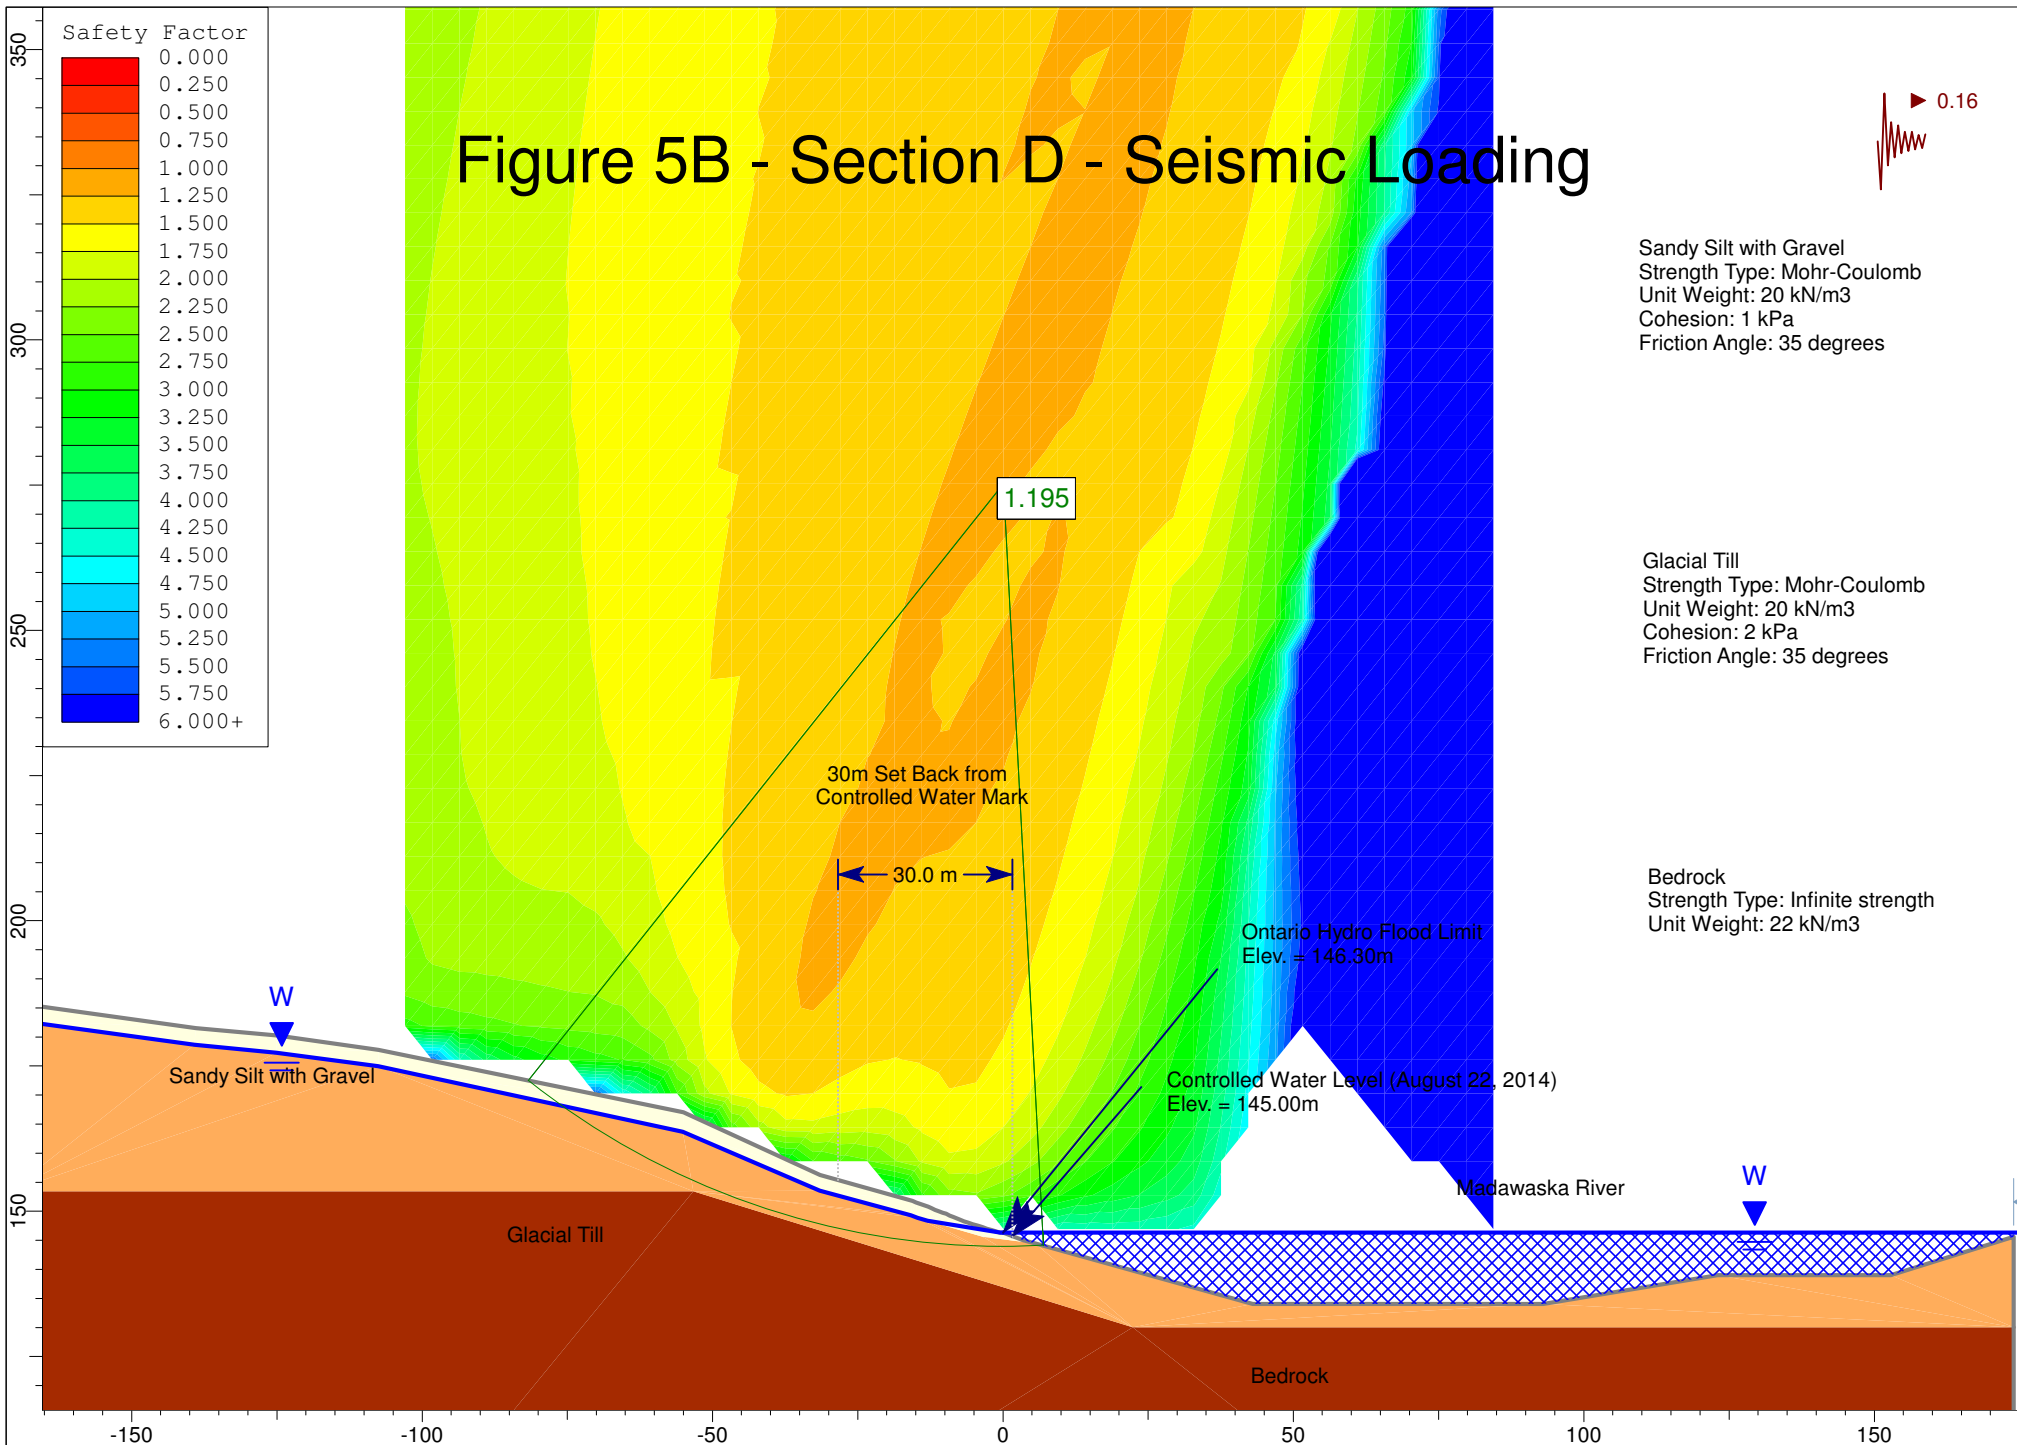 Safety Factor
0.000
0.250
0.500
0.750
1.000
1.250
1.500
1.750
2.000
2.250
2.500
2.750
3.000
3.250
3.500
3.750
4.000
4.250
4.500
4.750
5.000
5.250
5.500
5.750
6.000+
Figure 5B - Section D - Seismic Loading
0.16
Sandy Silt with Gravel
Strength Type: Mohr-Coulomb
Unit Weight: 20 kN/m3
Cohesion: 1 kPa
Friction Angle: 35 degrees
Glacial Till
Strength Type: Mohr-Coulomb
Unit Weight: 20 kN/m3
Cohesion: 2 kPa
Friction Angle: 35 degrees
Bedrock
Strength Type: Infinite strength
Unit Weight: 22 kN/m3
1.195
30m Set Back from
Controlled Water Mark
30.0 m
Ontario Hydro Flood Limit
Elev. = 146.30m
Controlled Water Level (August 22, 2014)
Elev. = 145.00m
W
Sandy Silt with Gravel
W
Madawaska River
Glacial Till
Bedrock
350
300
250
200
150
-150
-100
-50
0
50
100
150